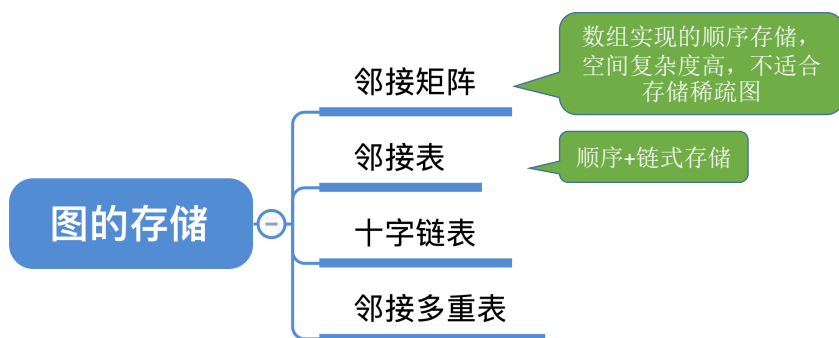 数组实现的顺序存储，
空间复杂度高，不适合
存储稀疏图
邻接矩阵
邻接表
顺序+链式存储
图的存储
十字链表
邻接多重表